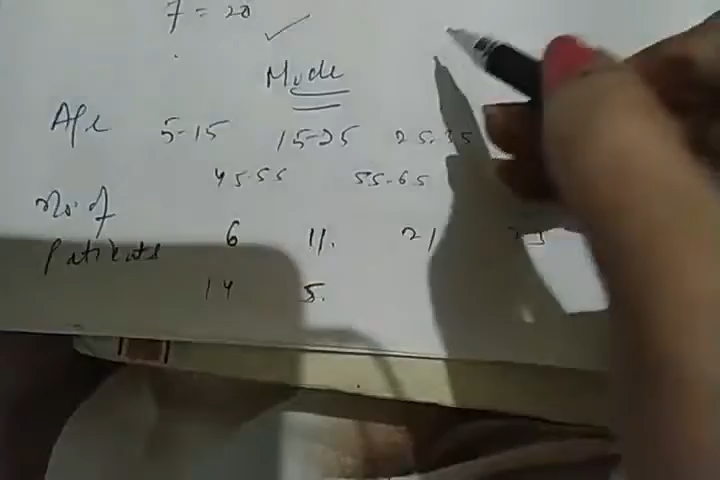 f = 20
Mode
Age 5-15 15-25 25-35
45-55 55-65
No. of
Patients 6 11. 21 23
14 5.